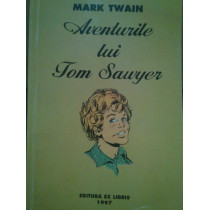 MARK TWAIN
Aventurile
lui
Tom Sawyer
EDITURA EX LIBRIS
1997